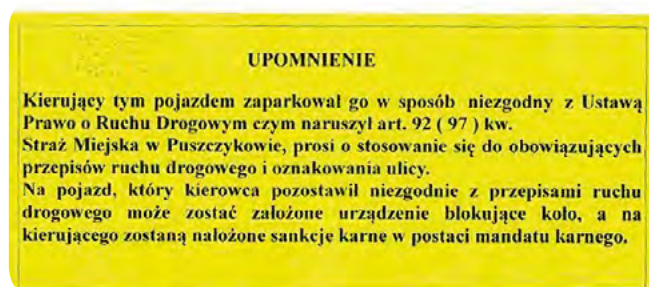 UPOMNIENIE
Kierujący tym pojazdem zaparkował go w sposób niezgodny z Ustawą
Prawo o Ruchu Drogowym czym naruszył art. 92 ( 97 ) kw.
Straż Miejska w Puszczykowie, prosi o stosowanie się do obowiązujących
przepisów ruchu drogowego i oznakowania ulicy.
Na pojazd, który kierowca pozostawił niezgodnie z przepisami ruchu
drogowego może zostać założone urządzenie blokujące koło, a na
kierującego zostaną nałożone sankcje karne w postaci mandatu karnego.